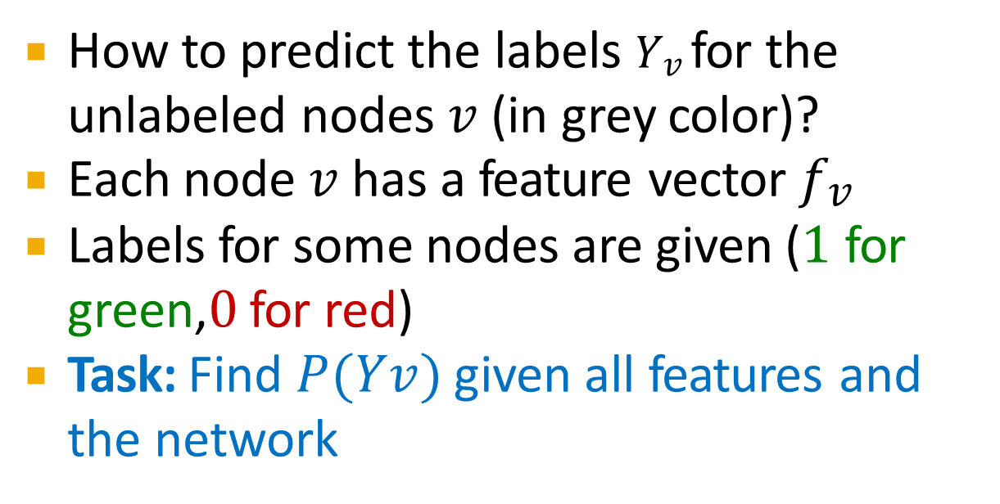 ▪ How to predict the labels Yᵥ for the
unlabeled nodes v (in grey color)?
▪ Each node v has a feature vector fᵥ
▪ Labels for some nodes are given (1 for
green,0 for red)
▪ Task: Find P(Yv) given all features and
the network